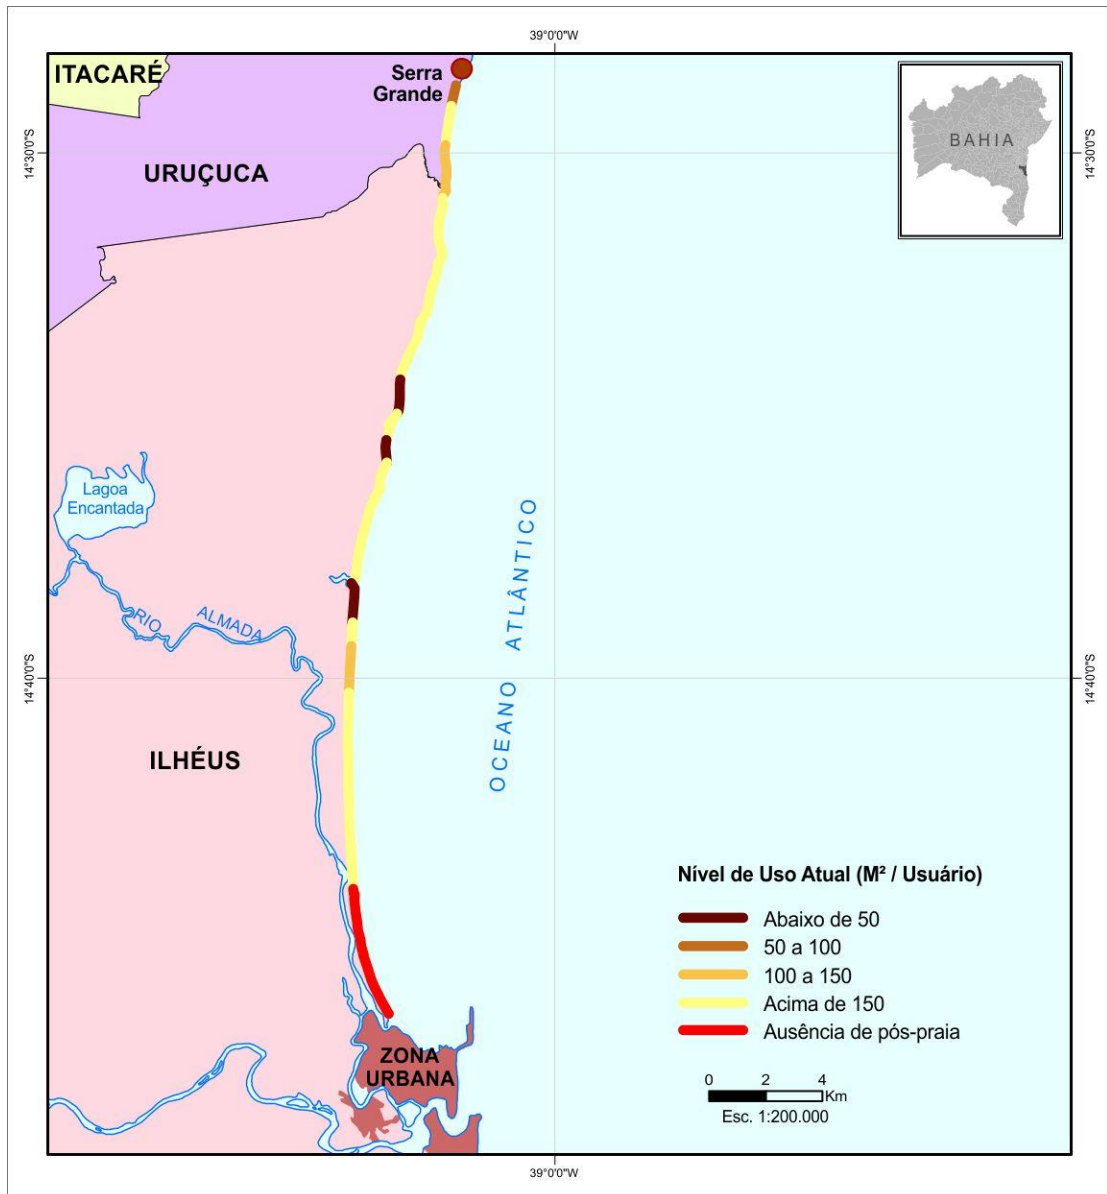 39°0'0"W
ITACARÉ
Serra
Grande
BAHIA
14°30'0"S
14°30'0"S
URUÇUCA
Lagoa
Encantada
RIO ALMADA
OCEANO ATLÂNTICO
14°40'0"S
14°40'0"S
ILHÉUS
Nível de Uso Atual (M² / Usuário)
Abaixo de 50
50 a 100
100 a 150
Acima de 150
Ausência de pós-praia
ZONA
URBANA
0 2 4
Km
Esc. 1:200.000
39°0'0"W